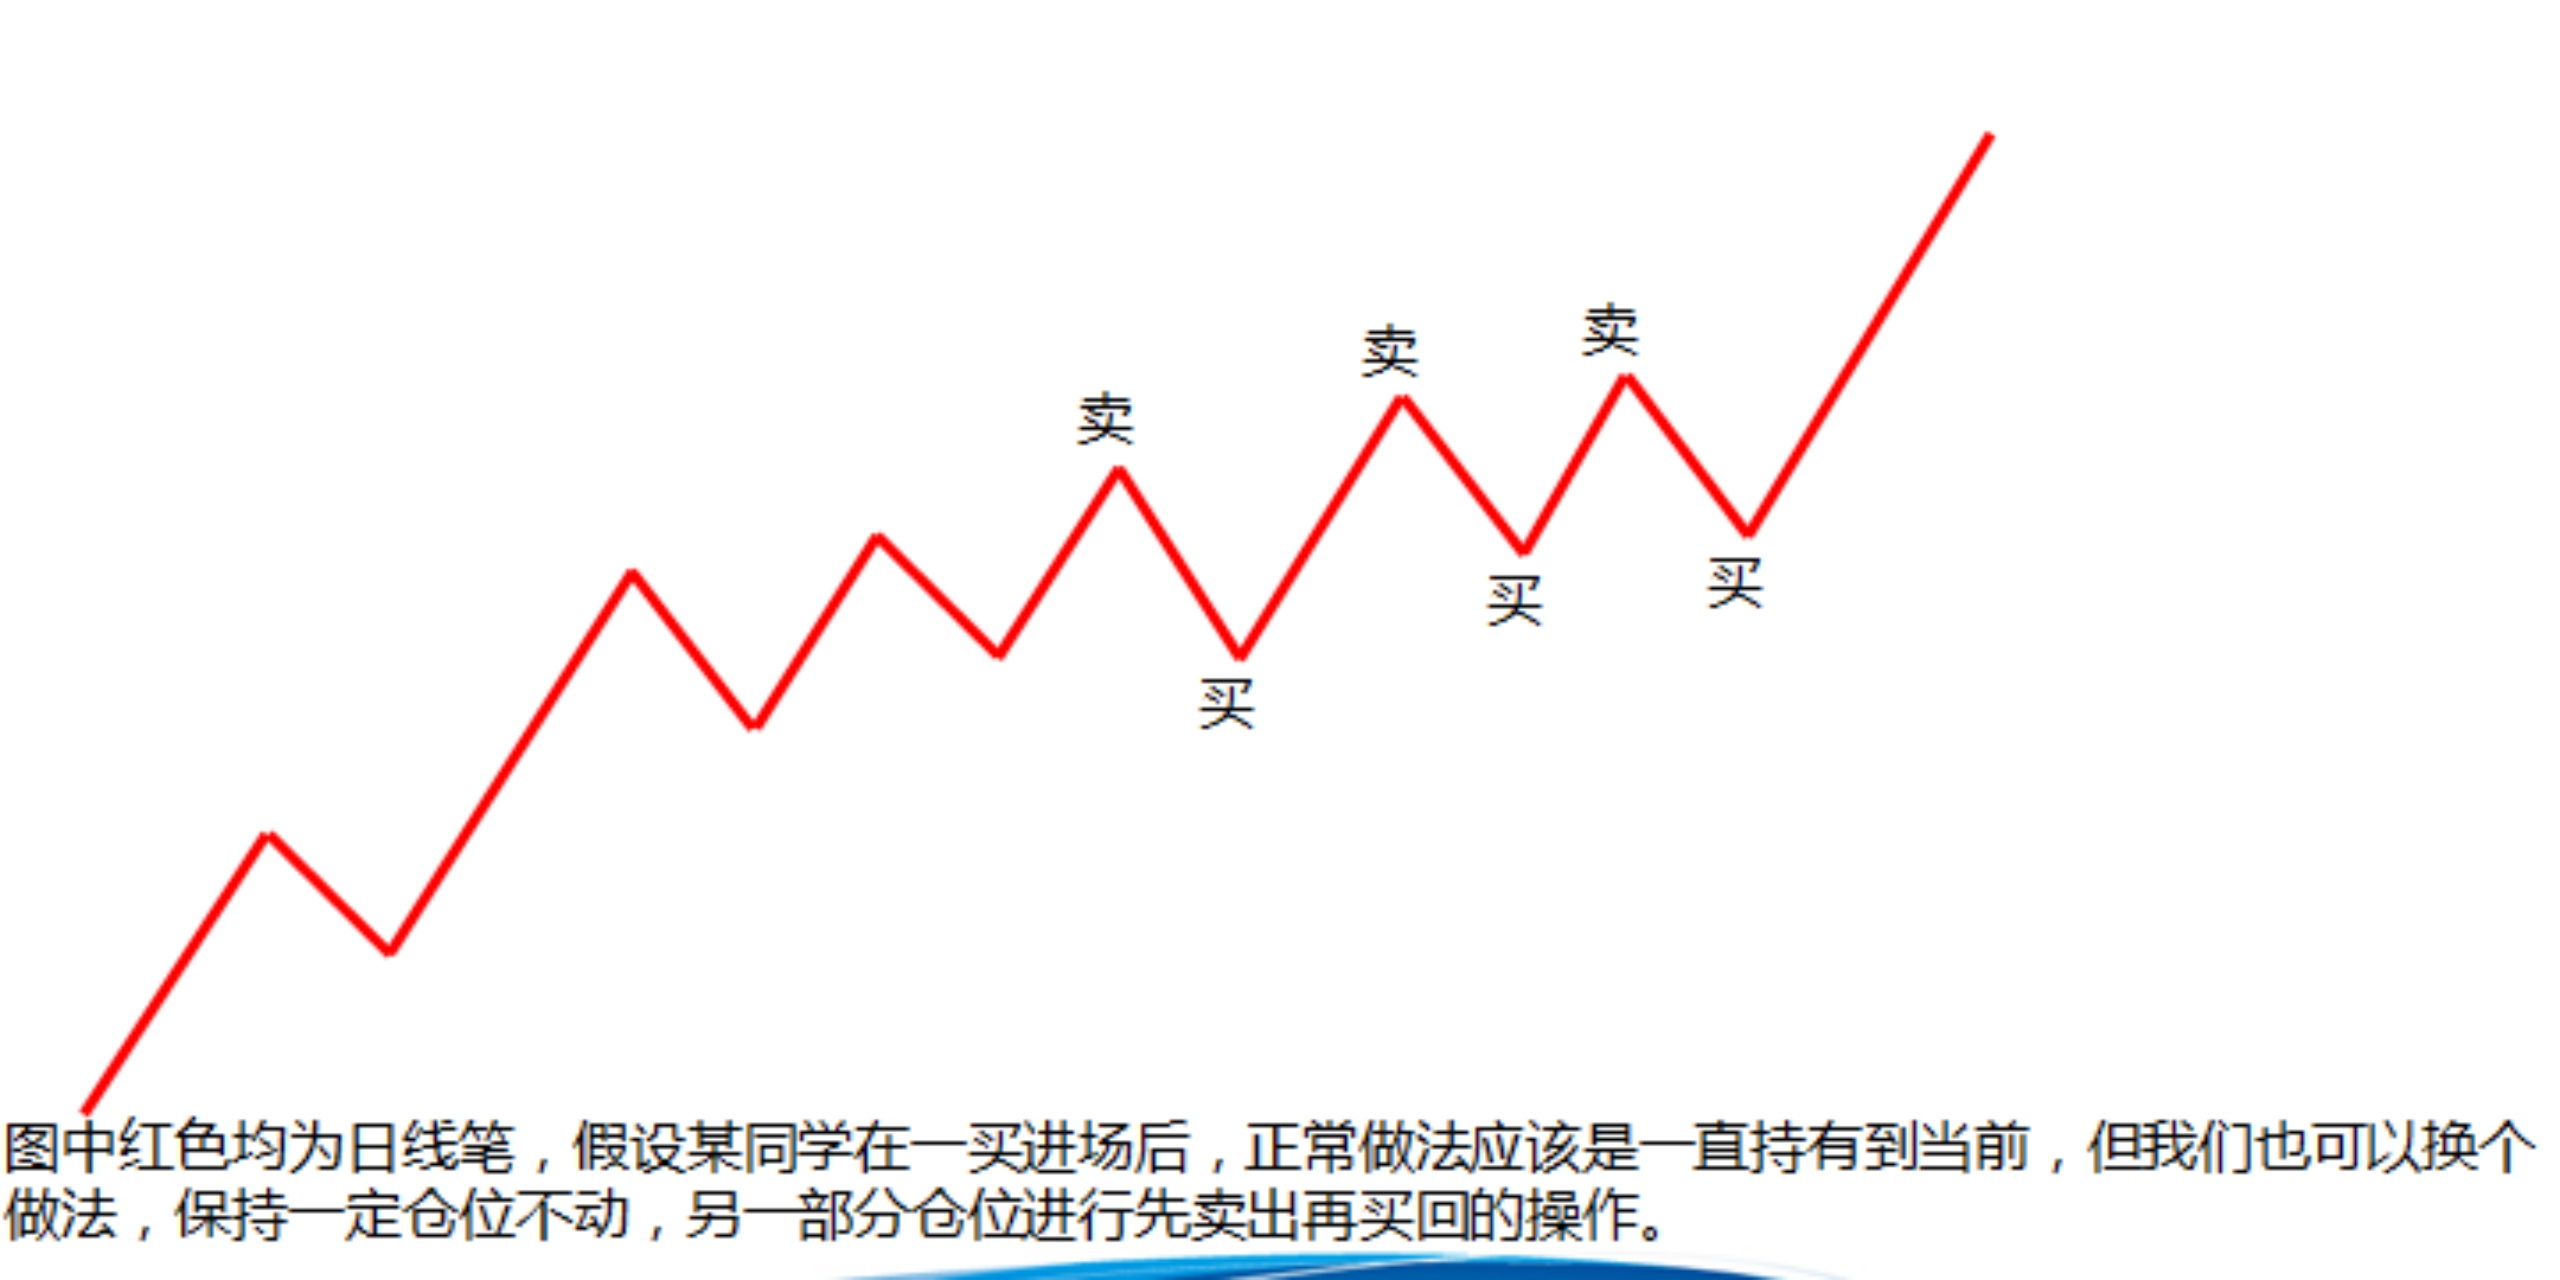 卖
卖
卖
买
买
买
图中红色均为日线笔，假设某同学在一买进场后，正常做法应该是一直持有到当前，但我们也可以换个
做法，保持一定仓位不动，另一部分仓位进行先卖出再买回的操作。